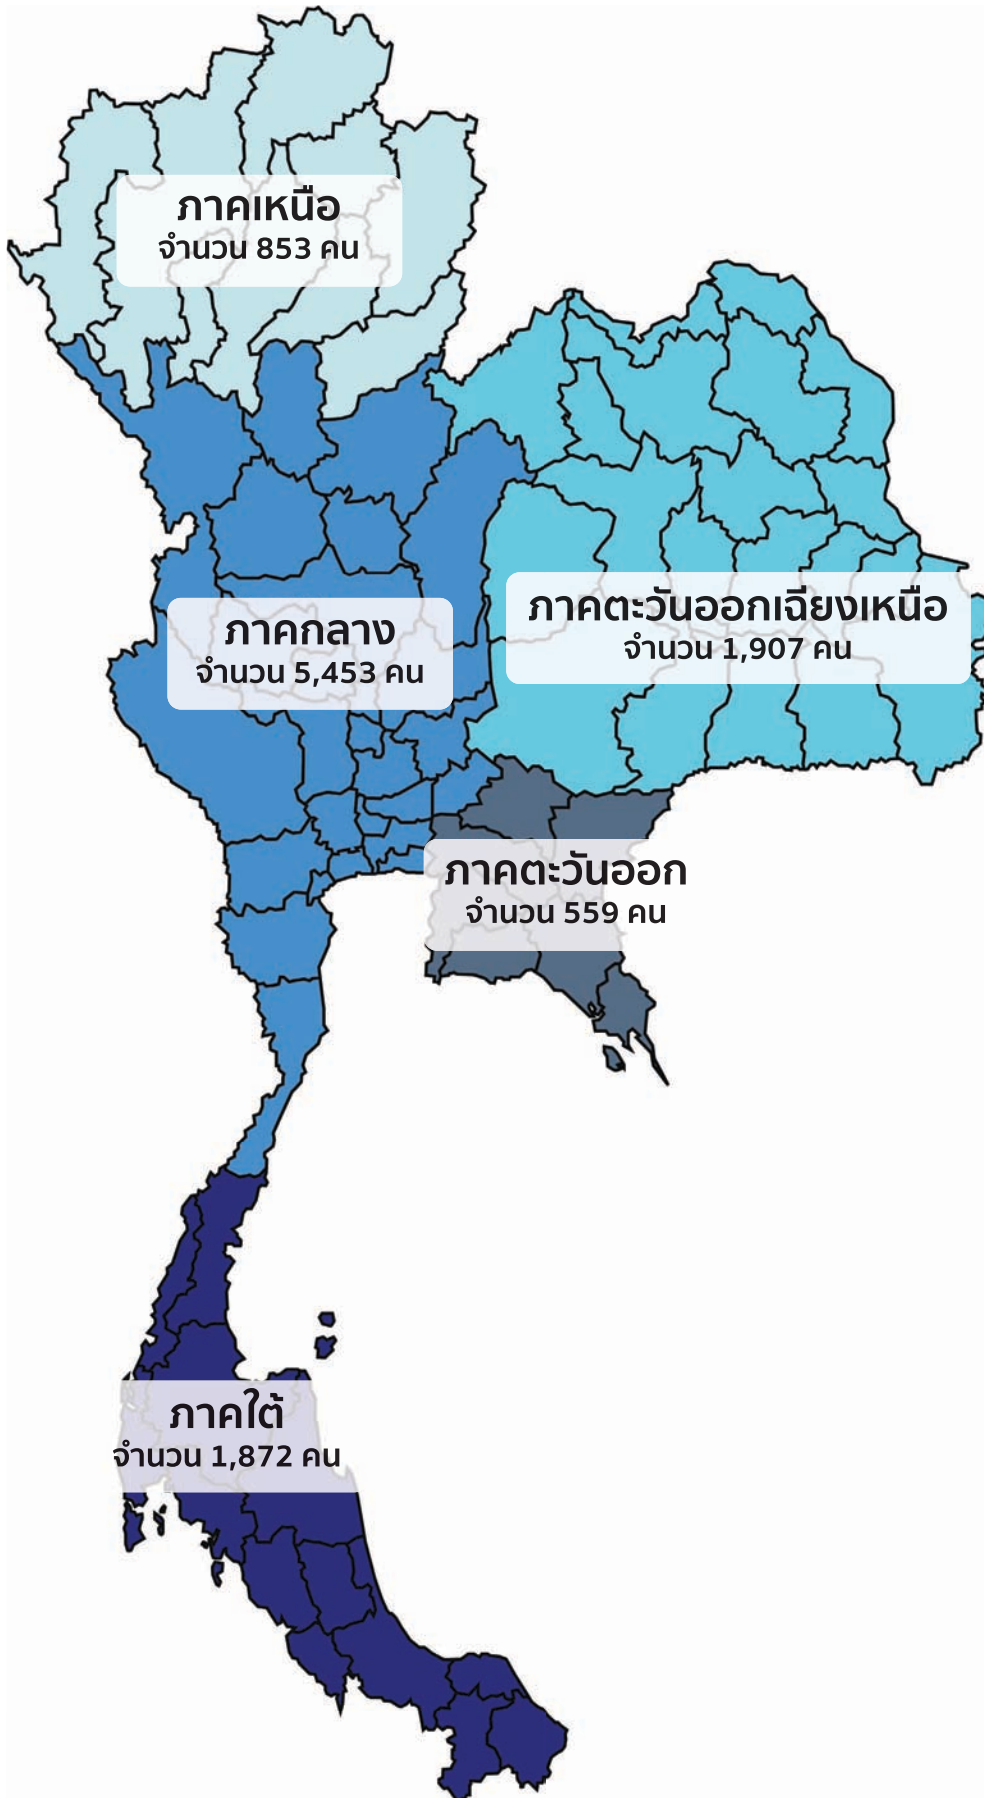 ภาคเหนือ
จำนวน 853 คน
ภาคตะวันออกเฉียงเหนือ
จำนวน 1,907 คน
ภาคกลาง
จำนวน 5,453 คน
ภาคตะวันออก
จำนวน 559 คน
ภาคใต้
จำนวน 1,872 คน